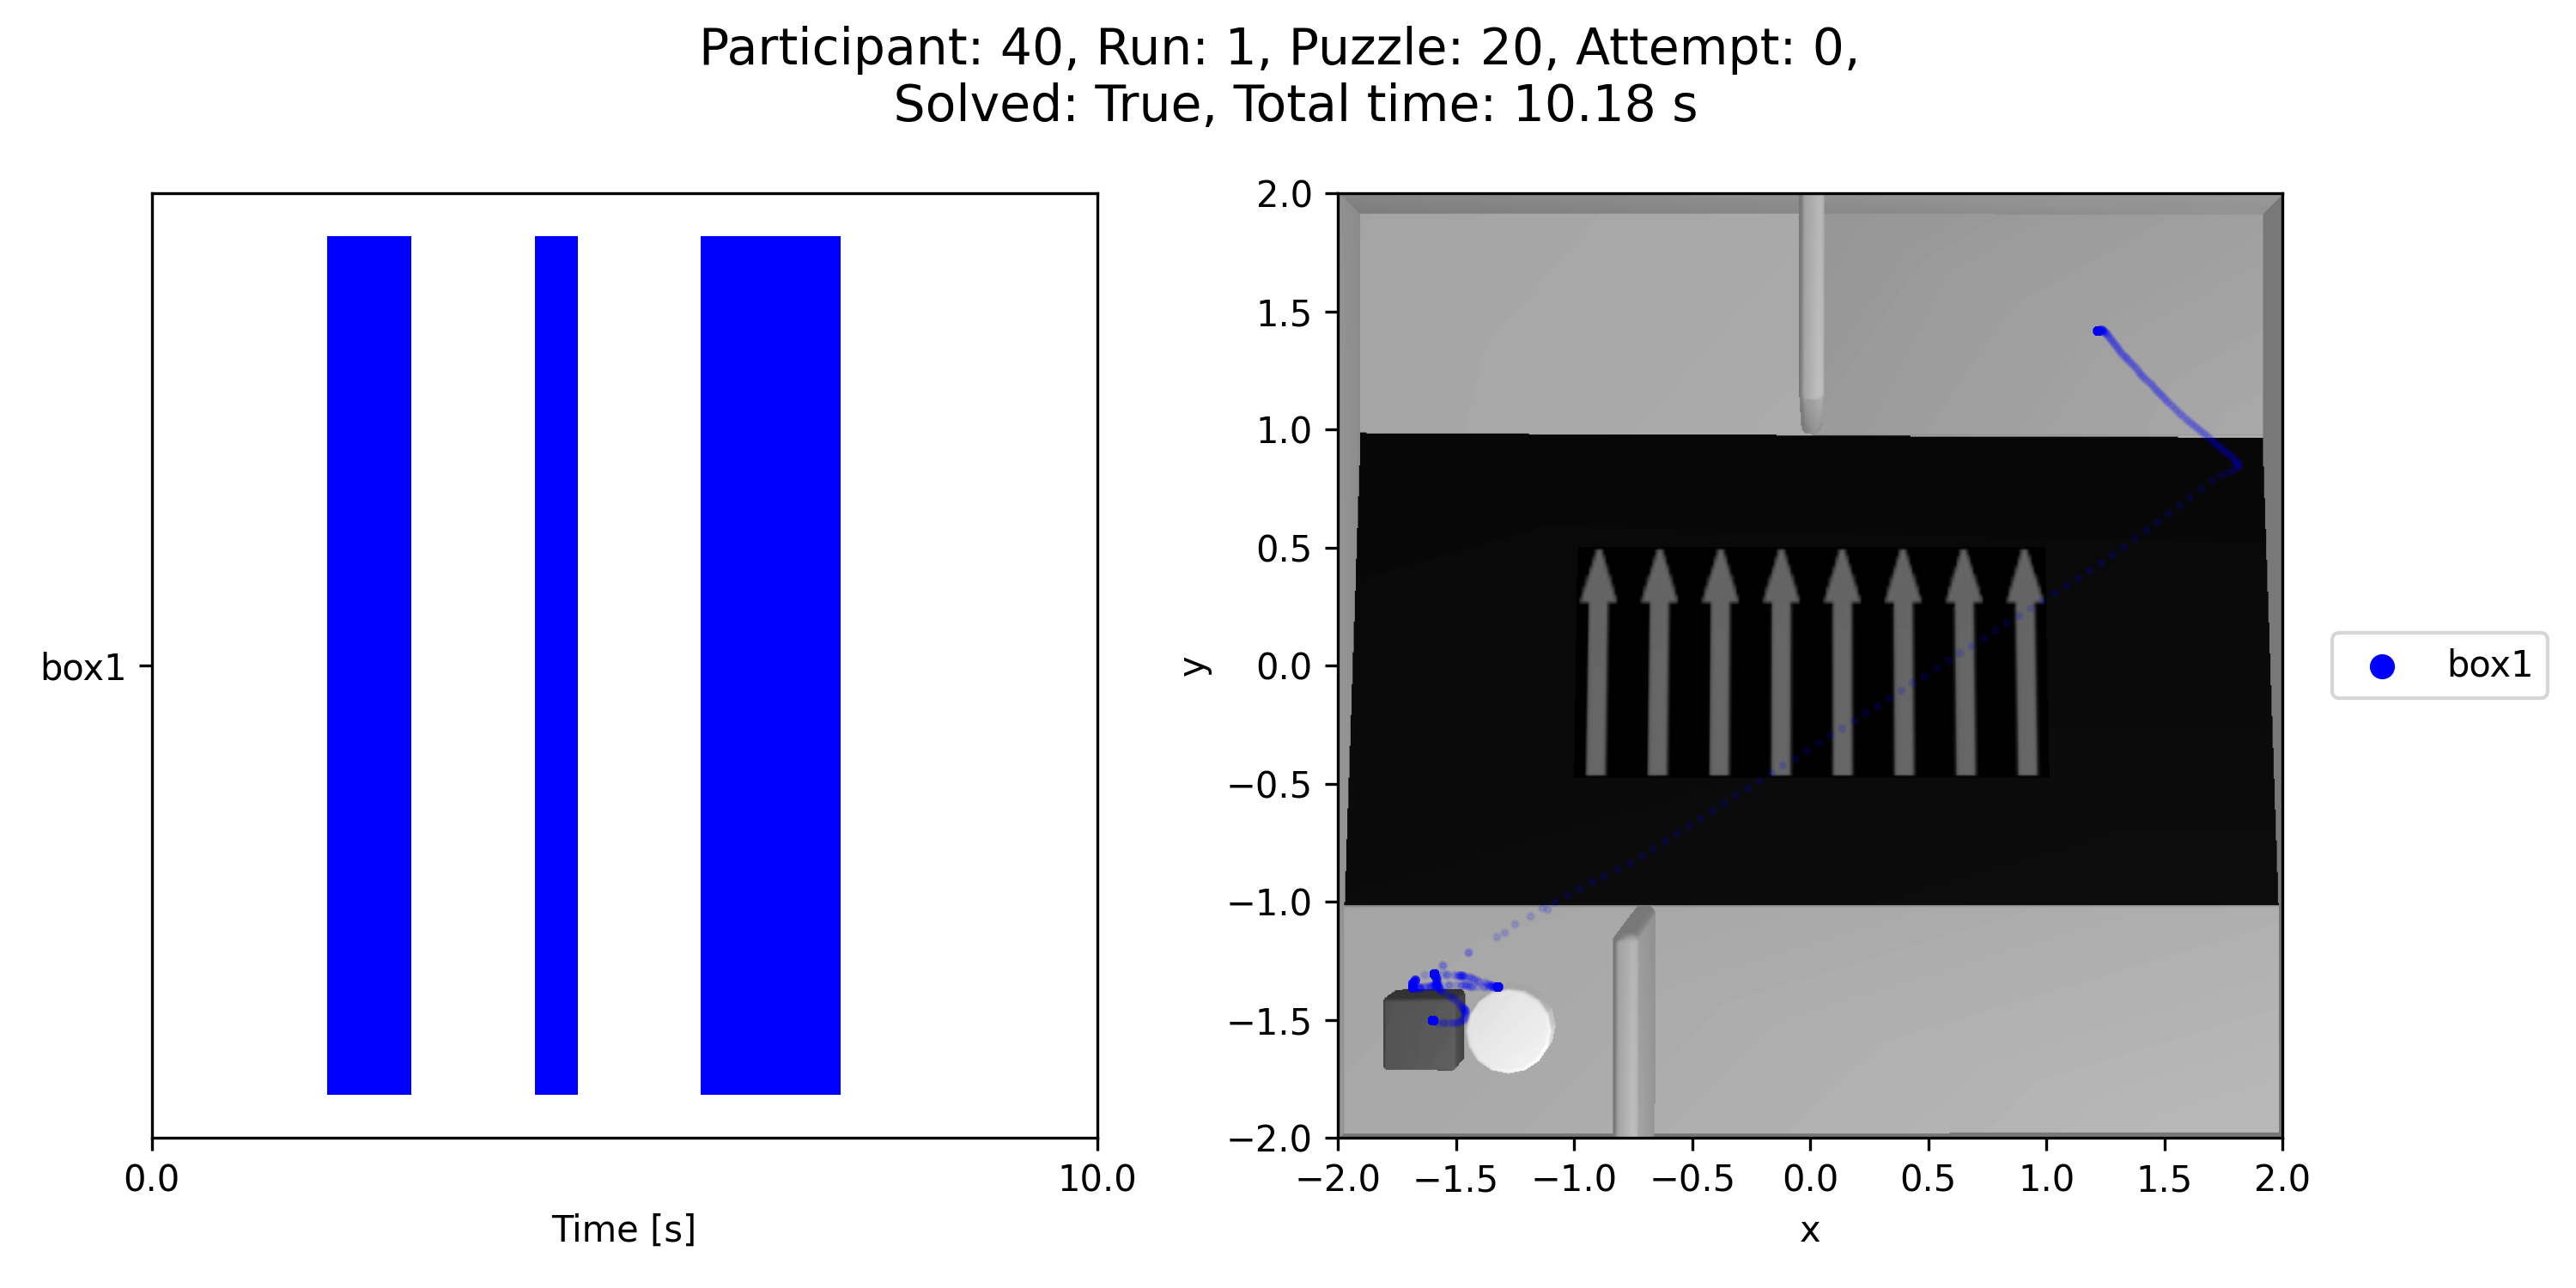 Participant: 40, Run: 1, Puzzle: 20, Attempt: 0,
Solved: True, Total time: 10.18 s
box1
0.0 10.0
Time [s]
2.0
1.5
1.0
0.5
0.0
−0.5
−1.0
−1.5
−2.0
y
−2.0 −1.5 −1.0 −0.5 0.0 0.5 1.0 1.5 2.0
x
box1